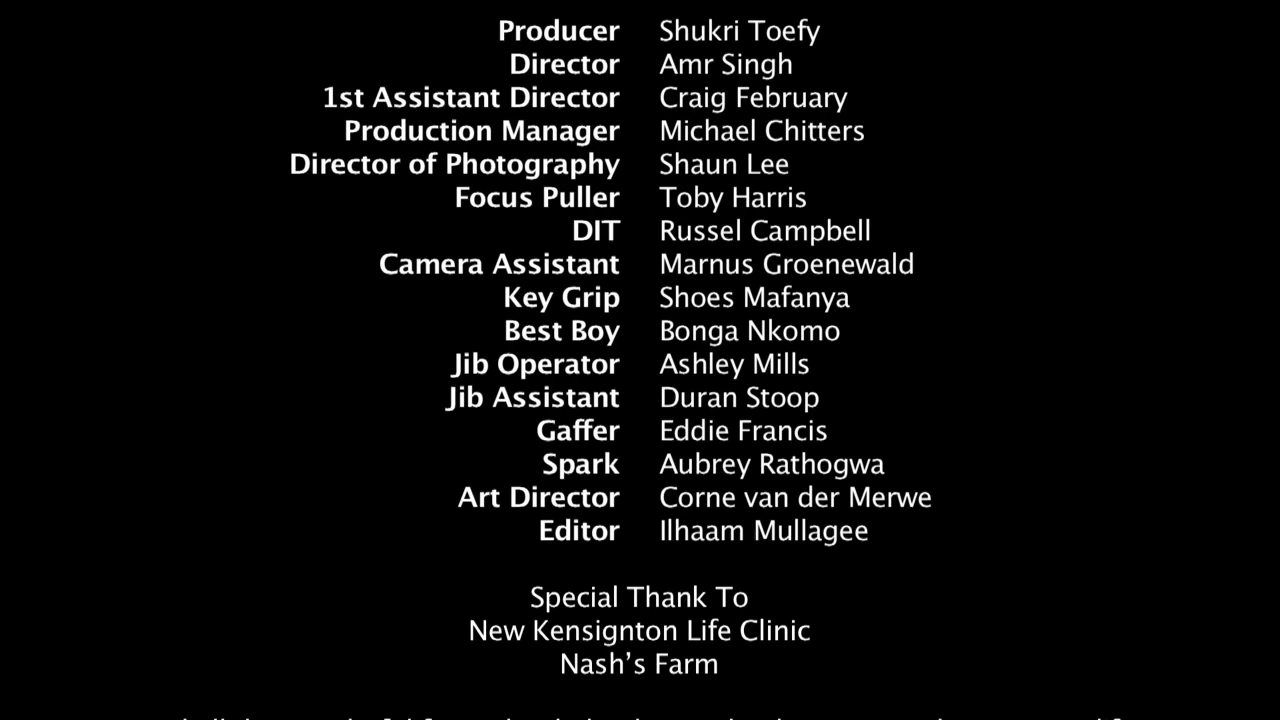 Producer Shukri Toefy
Director Amr Singh
1st Assistant Director Craig February
Production Manager Michael Chitters
Director of Photography Shaun Lee
Focus Puller Toby Harris
DIT Russel Campbell
Camera Assistant Marnus Groenewald
Key Grip Shoes Mafanya
Best Boy Bonga Nkomo
Jib Operator Ashley Mills
Jib Assistant Duran Stoop
Gaffer Eddie Francis
Spark Aubrey Rathogwa
Art Director Corne van der Merwe
Editor Ilhaam Mullagee
Special Thank To
New Kensignton Life Clinic
Nash’s Farm